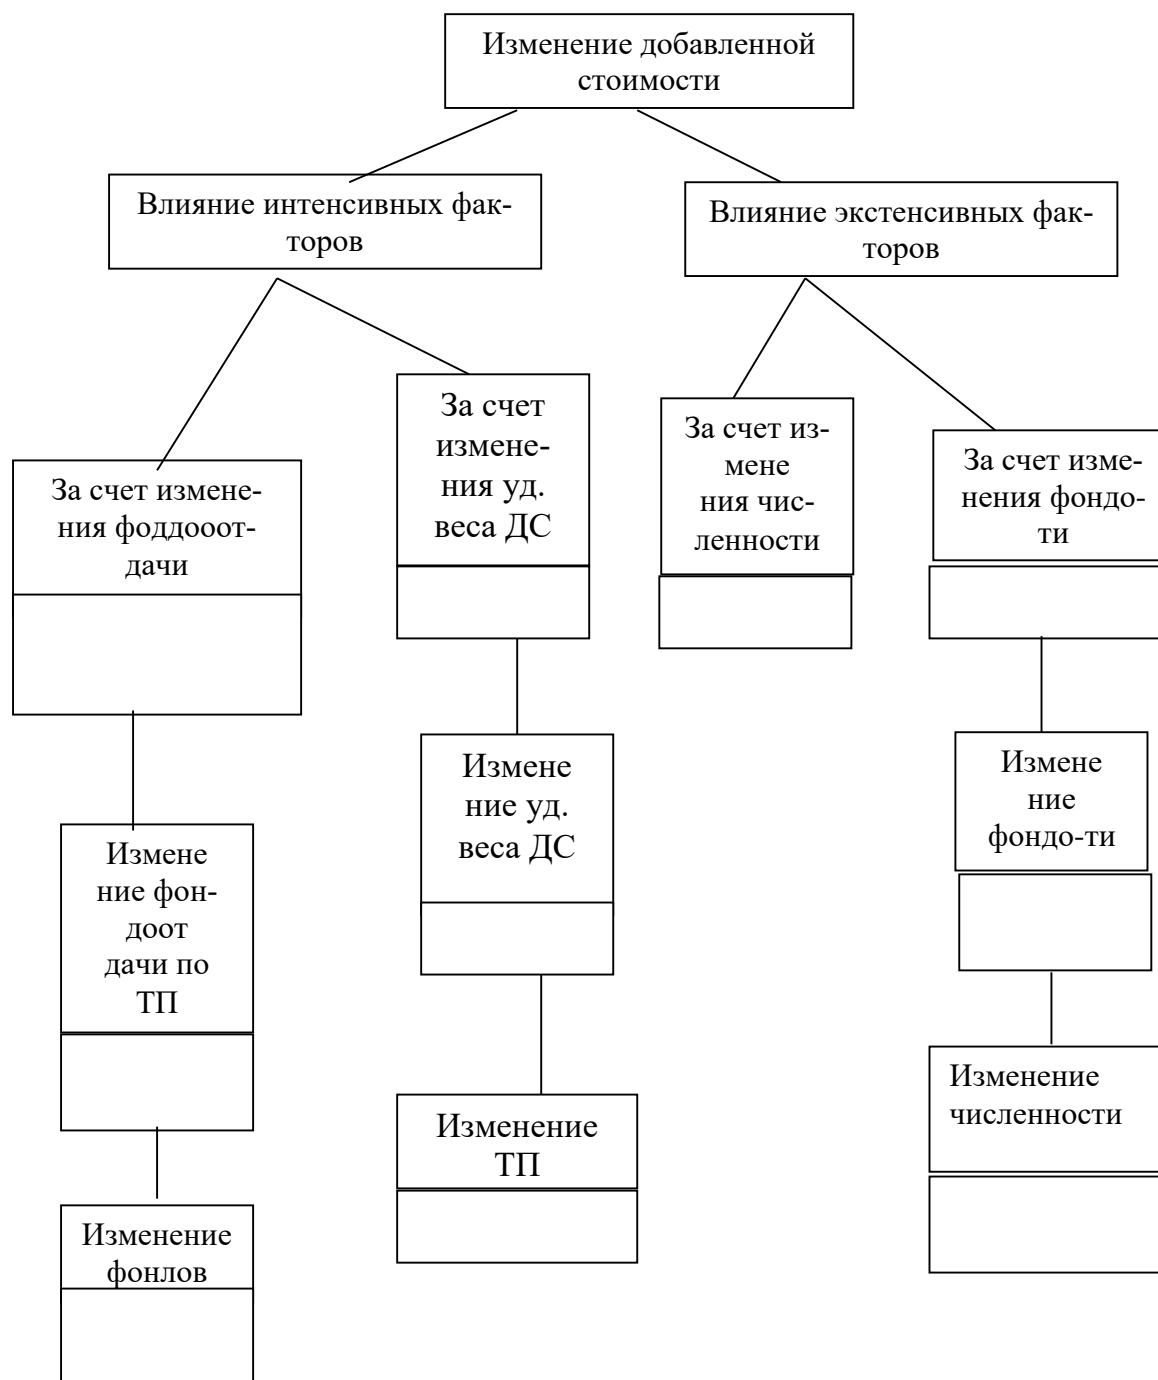 Изменение добавленной
стоимости
Влияние интенсивных фак-
торов
Влияние экстенсивных фак-
торов
За счет измене-
ния фоддооот-
дачи
За счет
измене-
ния уд.
веса ДС
За счет из-
мене
ния чис-
ленности
За счет изме-
нения фондо-
ти
Измене
ние фон-
доот
дачи по
ТП
Измене
ние уд.
веса ДС
Измене
ние
фондо-ти
Изменение
ТП
Изменение
численности
Изменение
фонлов